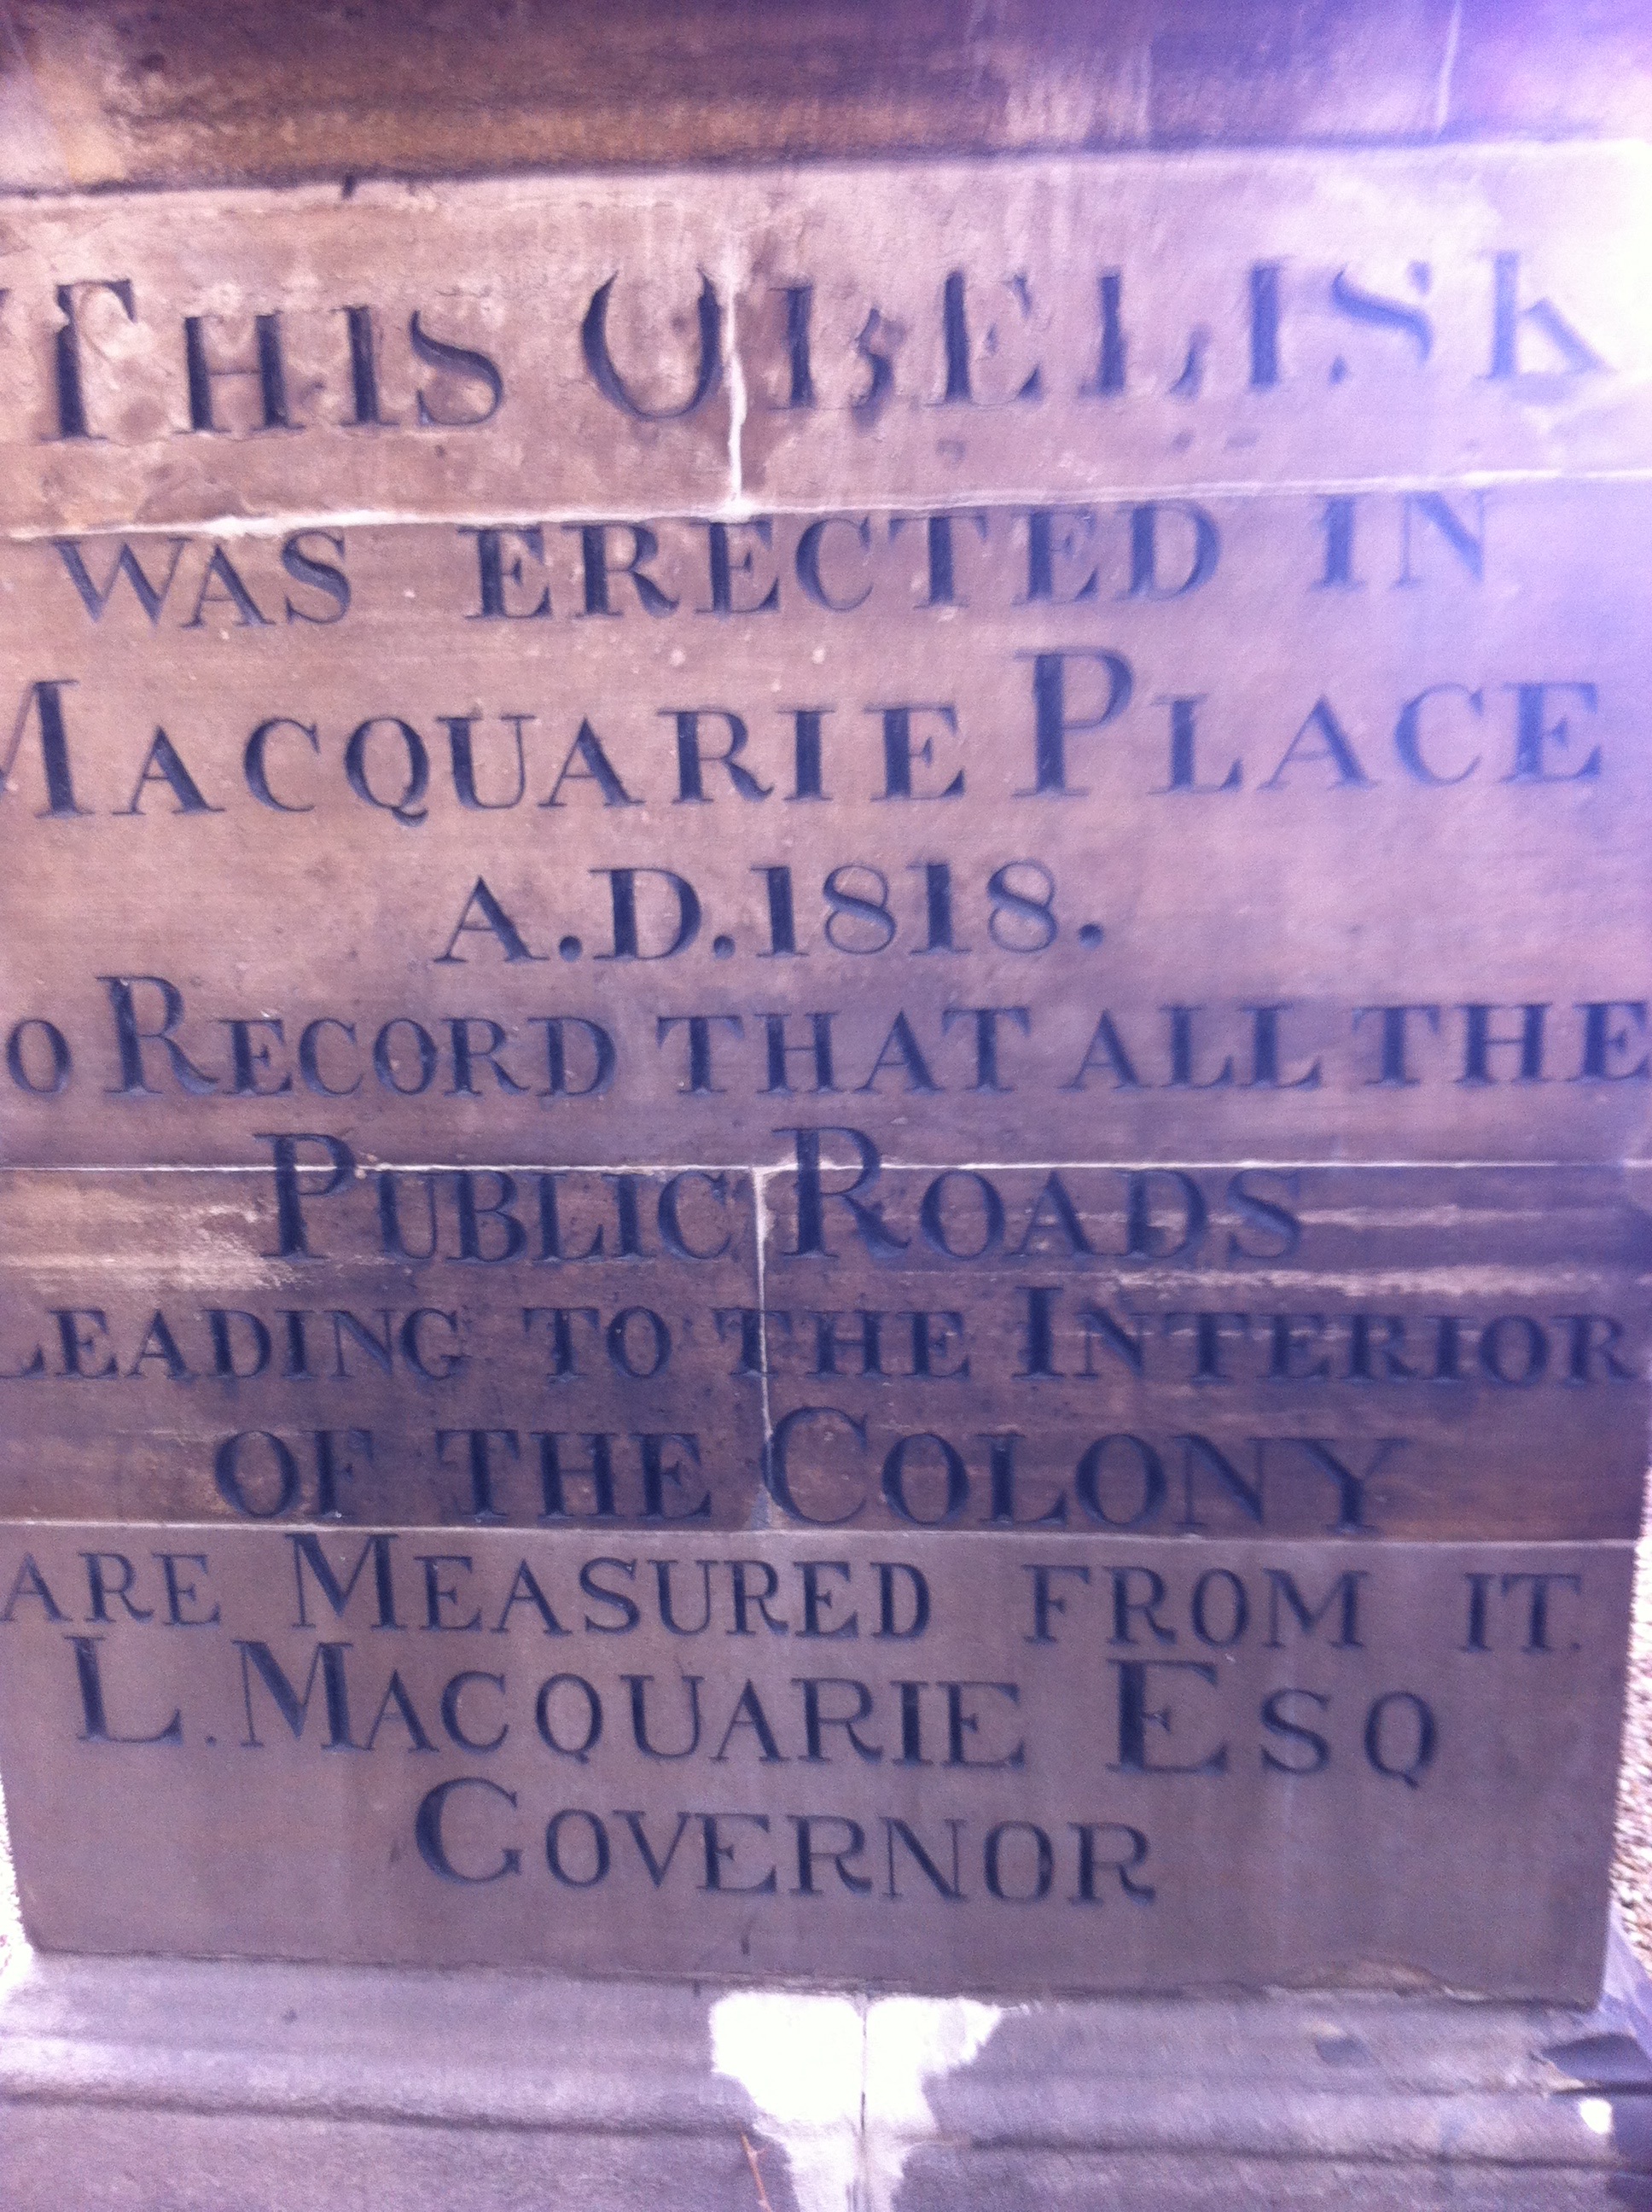 THIS OBELISK
WAS ERECTED IN
MACQUARIE PLACE
A.D.1818.
O RECORD THAT ALL THE
PUBLIC ROADS
LEADING TO THE INTERIOR
OF THE COLONY
ARE MEASURED FROM IT.
L. MACQUARIE ESQ
GOVERNOR